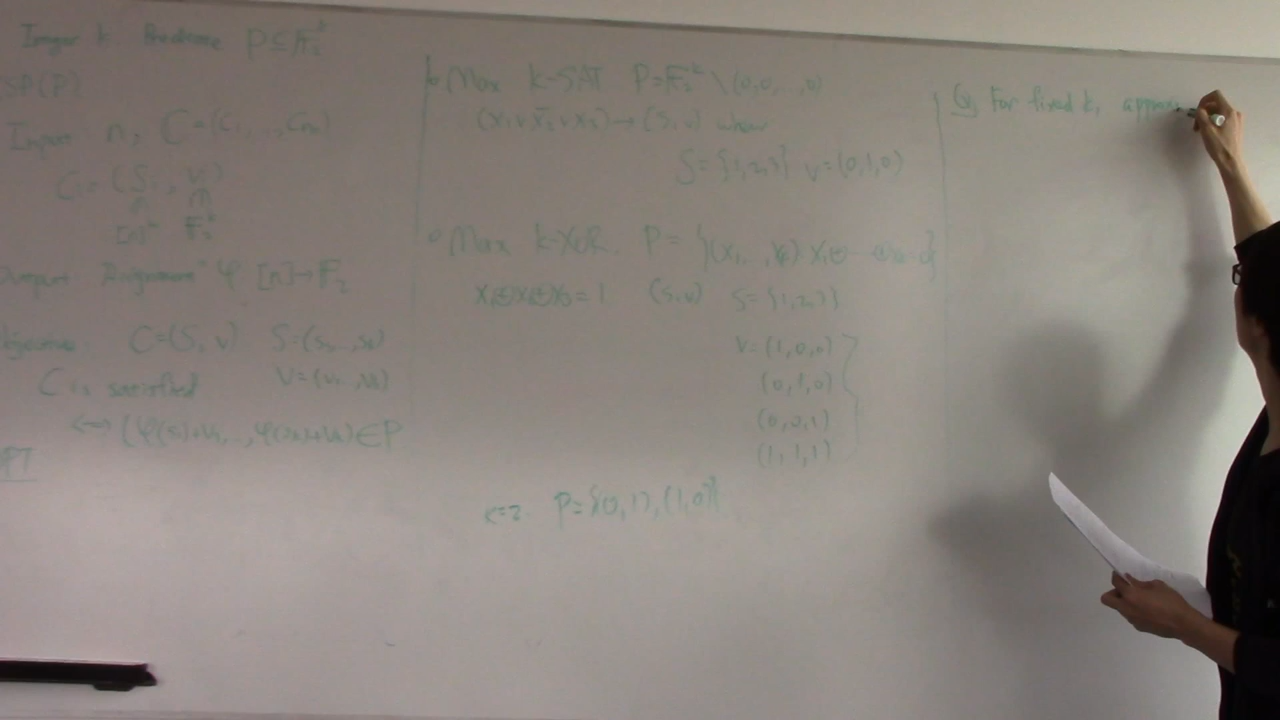 Integer k Predicate P ⊆ F₂ᵏ
CSP(P)
Input n, C=(C₁,...,Cₘ)
Cᵢ = (Sᵢ, vᵢ)
[n]ᵏ F₂ᵏ
Output Assignment φ [n]→F₂
Objective C=(S, v) S=(s₁,...,sₖ)
C is satisfied V=(v₁,...,vₖ)
⟺ (φ(s₁)+v₁,...,φ(sₖ)+vₖ) ∈ P
OPT
Max k-SAT P=F₂ᵏ \ (0,0,...,0)
(x₁∨x̄₂∨x₃) → (S,v) where
S={1,2,3} v=(0,1,0)
Max k-XOR P={(x₁,...,xₖ) x₁⊕
x₁⊕x₂⊕x₃=1 (S,v) S={1,2,3}
V=(1,0,0)
(0,1,0)
(0,0,1)
(1,1,1)
k=2 P={(0,1),(1,0)}
Q) For fixed k, approxi